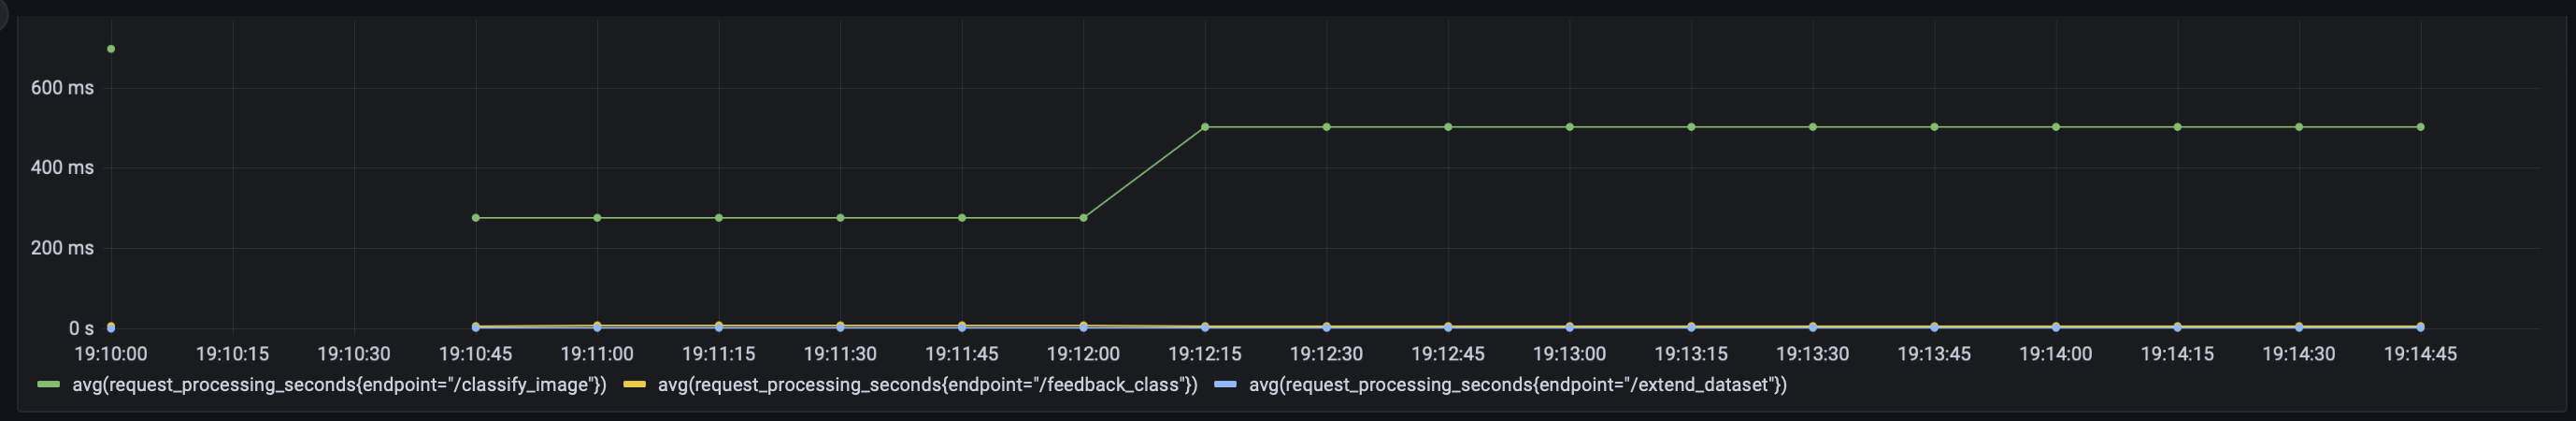 600 ms
400 ms
200 ms
0 s
19:10:00 19:10:15 19:10:30 19:10:45 19:11:00 19:11:15 19:11:30 19:11:45 19:12:00 19:12:15 19:12:30 19:12:45 19:13:00 19:13:15 19:13:30 19:13:45 19:14:00 19:14:15 19:14:30 19:14:45
avg(request_processing_seconds{endpoint="/classify_image"}) avg(request_processing_seconds{endpoint="/feedback_class"}) avg(request_processing_seconds{endpoint="/extend_dataset"})